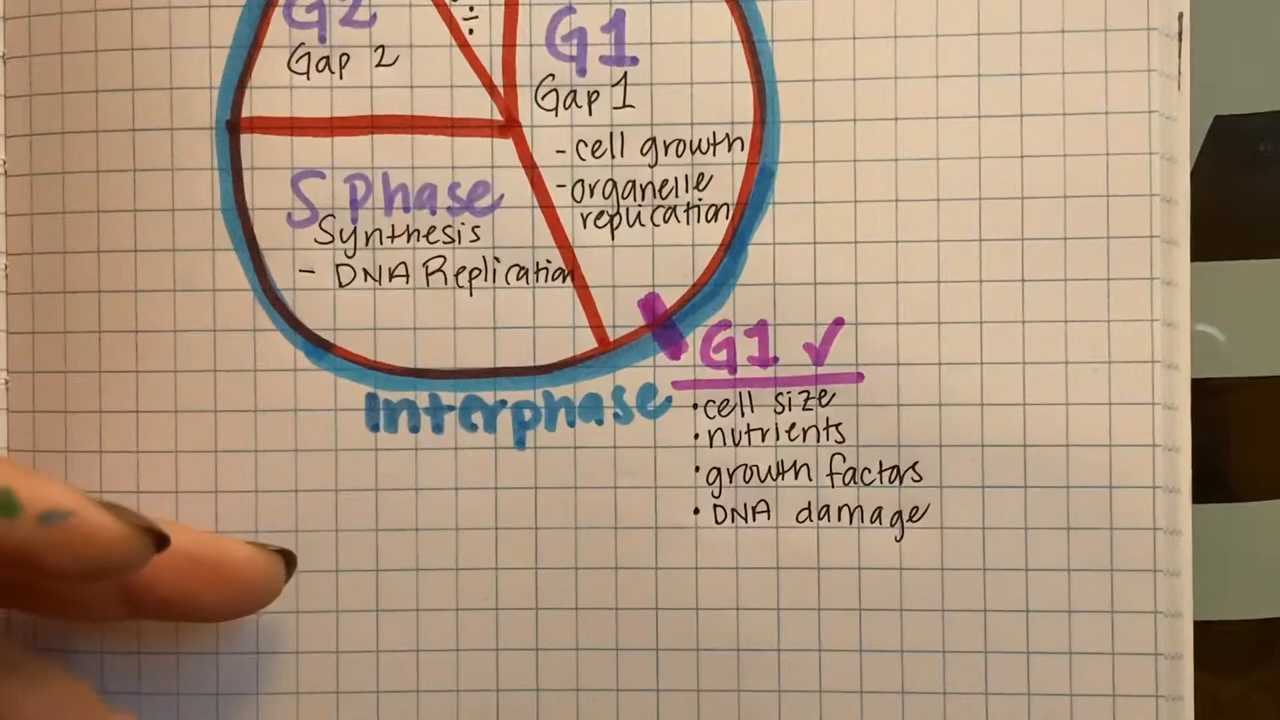 G2
Gap 2
÷
G1
Gap 1
- cell growth
- organelle
replication
S Phase
Synthesis
- DNA Replication
G1 ✓
Interphase
• cell size
• nutrients
• growth factors
• DNA damage